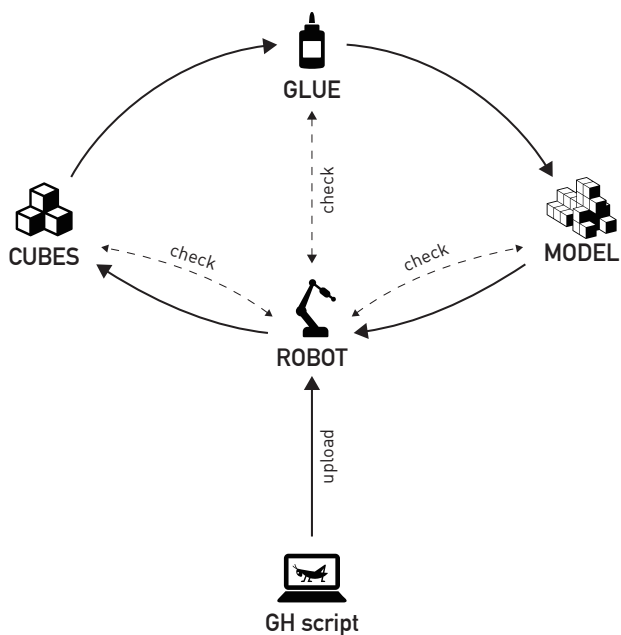 GLUE
check
CUBES
check
check
MODEL
ROBOT
upload
GH script